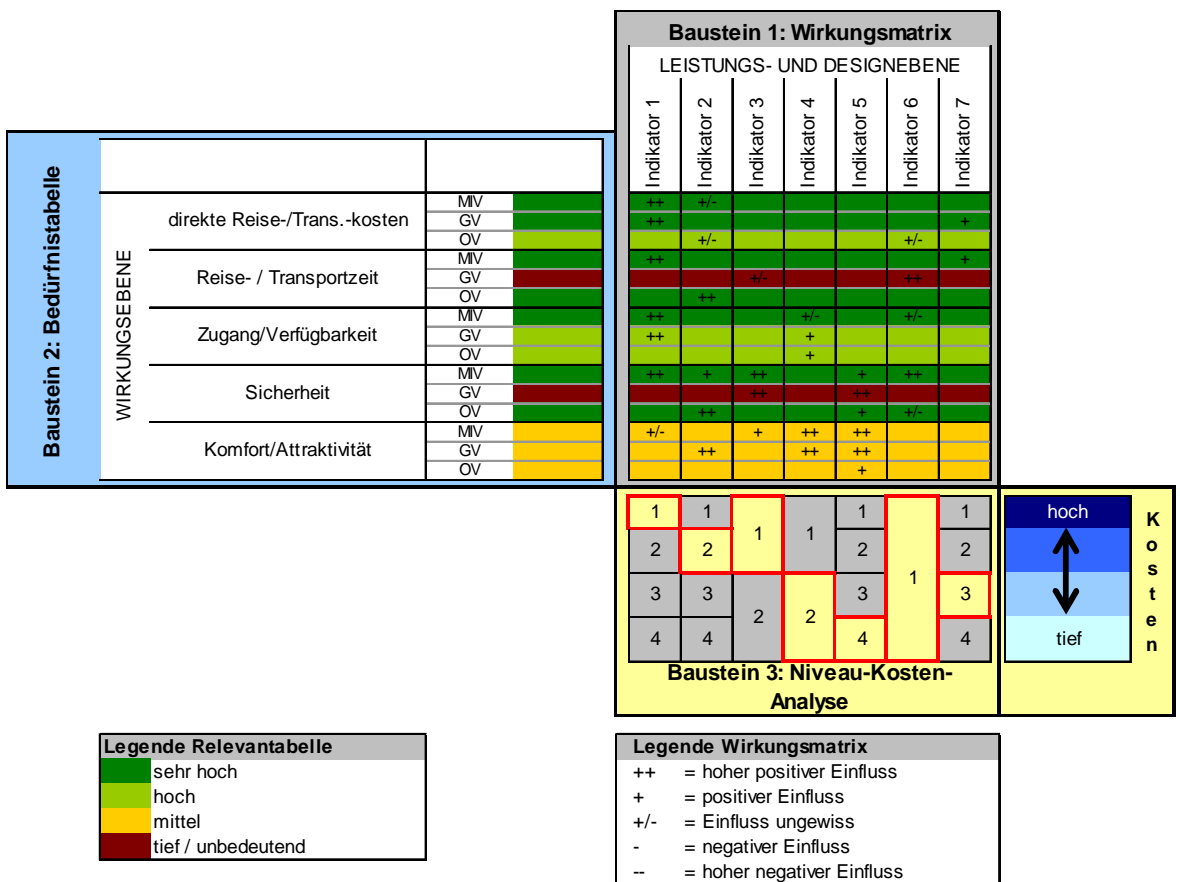 Baustein 1: Wirkungsmatrix
LEISTUNGS- UND DESIGNEBENE
Indikator 1
Indikator 2
Indikator 3
Indikator 4
Indikator 5
Indikator 6
Indikator 7
Baustein 2: Bedürfnistabelle
WIRKUNGSEBENE
direkte Reise-/Trans.-kosten
MIV ++ +/-
GV ++ +
OV +/- +/-
Reise- / Transportzeit
MIV ++ +
GV +/- ++
OV ++
Zugang/Verfügbarkeit
MIV ++ +/- +/-
GV ++ +
OV +
Sicherheit
MIV ++ + ++ + ++
GV ++ ++
OV ++ + +/-
Komfort/Attraktivität
MIV +/- + ++ ++
GV ++ ++ ++
OV +
1 1 1 1 1 1 1
2 2 2 2
3 3 2 2 3 3
4 4 4 4
hoch
tief
Kosten
Baustein 3: Niveau-Kosten-
Analyse
Legende Relevantabelle
sehr hoch
hoch
mittel
tief / unbedeutend
Legende Wirkungsmatrix
++ = hoher positiver Einfluss
+ = positiver Einfluss
+/- = Einfluss ungewiss
- = negativer Einfluss
-- = hoher negativer Einfluss